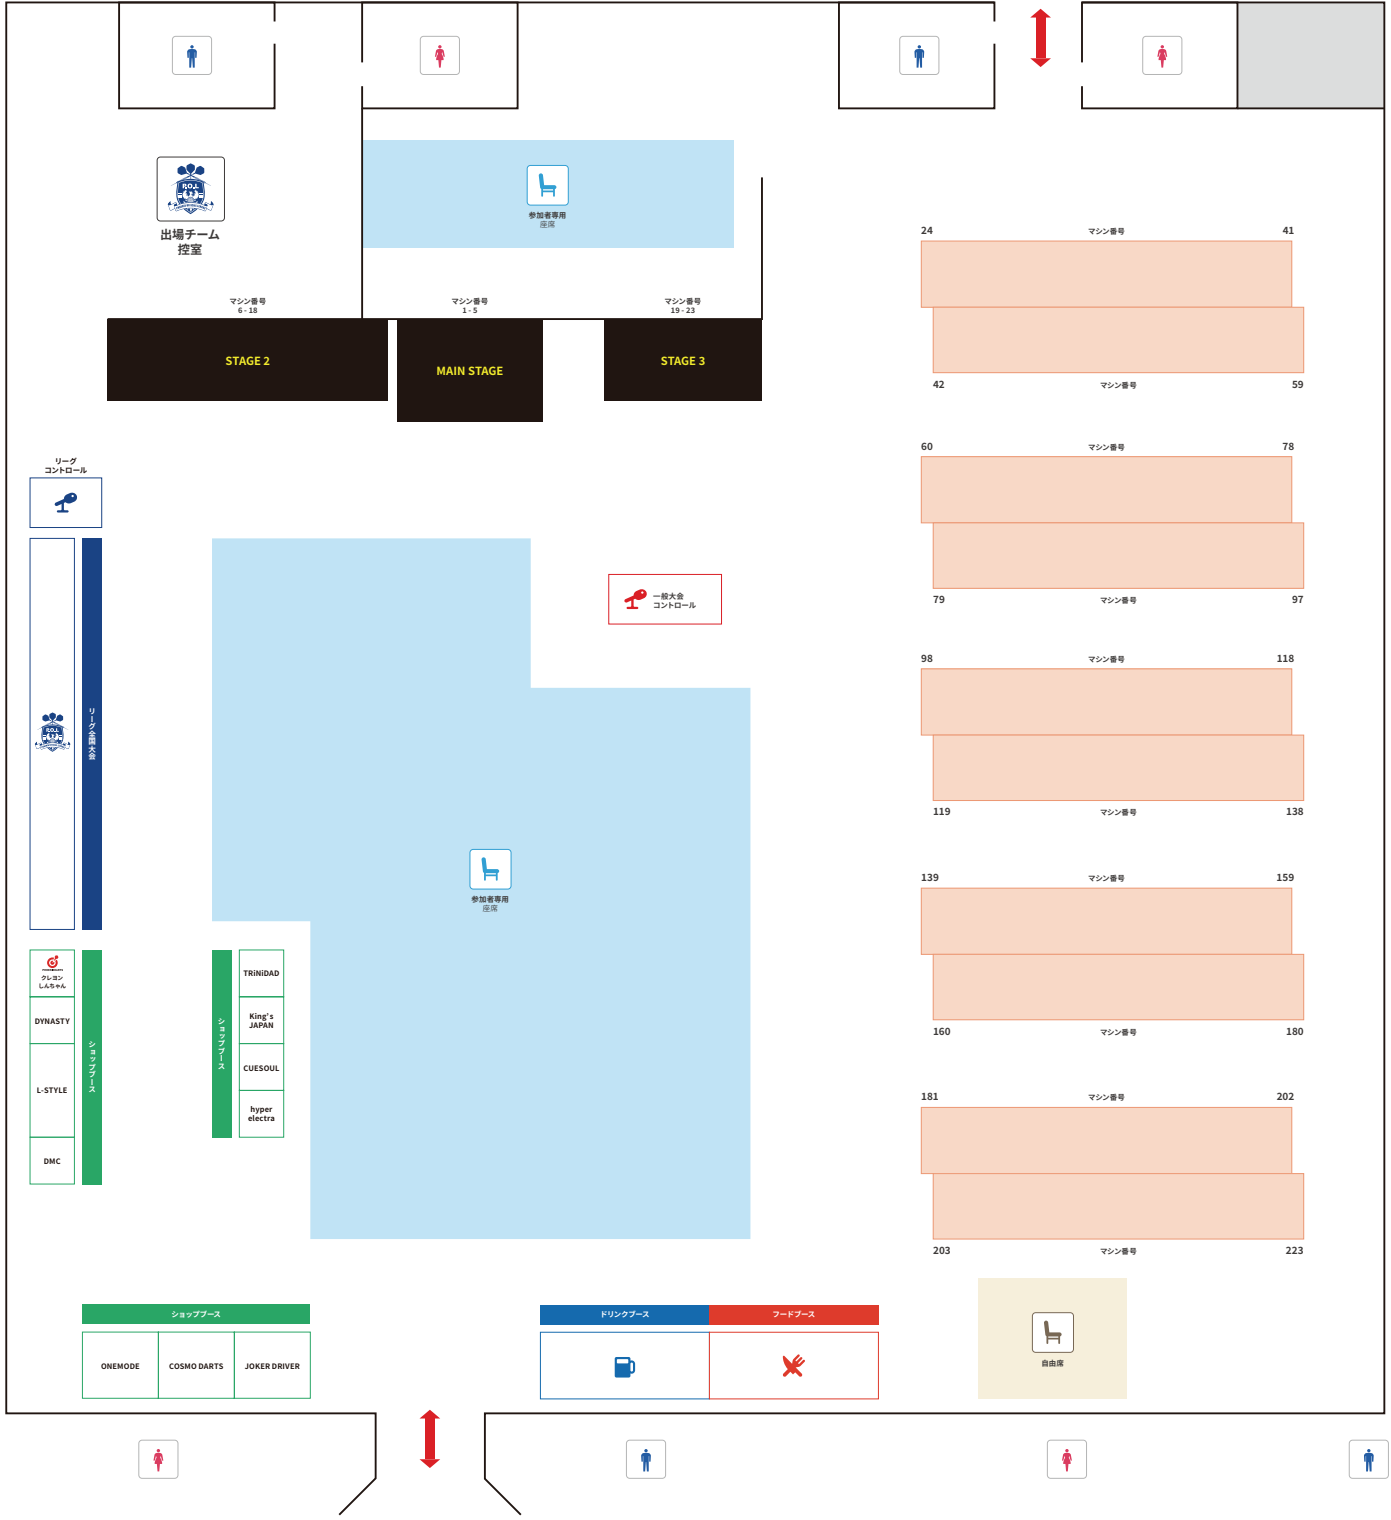 P.O.L
出場チーム
控室
参加者専用
座席
マシン番号
6 - 18
マシン番号
1 - 5
マシン番号
19 - 23
STAGE 2
MAIN STAGE
STAGE 3
24 マシン番号 41
42 マシン番号 59
60 マシン番号 78
79 マシン番号 97
98 マシン番号 118
119 マシン番号 138
139 マシン番号 159
160 マシン番号 180
181 マシン番号 202
203 マシン番号 223
リーグ
コントロール
P.O.L
リーグ全国大会
一般大会
コントロール
参加者専用
座席
クレヨン
しんちゃん
DYNASTY
L-STYLE
DMC
ショップブース
ショップブース
TRiNiDAD
King's
JAPAN
CUESOUL
hyper
electra
ショップブース
ONEMODE
COSMO DARTS
JOKER DRIVER
ドリンクブース
フードブース
自由席